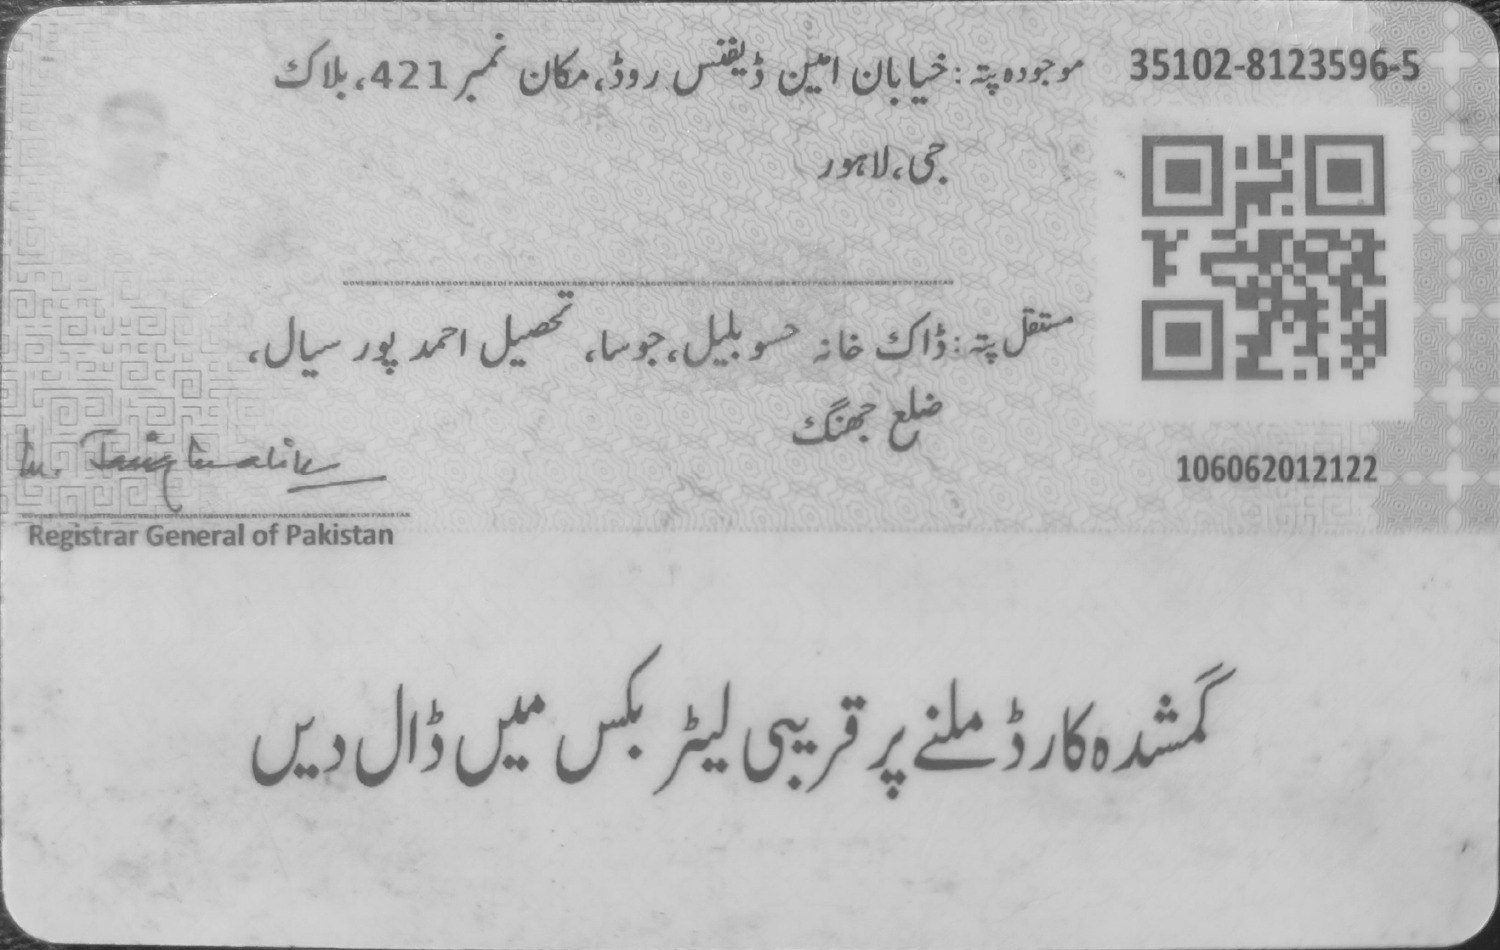 موجودہ پتہ : خیابان امین ڈیفنس روڈ، مکان نمبر 421، بلاک
جی، لاہور
35102-8123596-5
مستقل پتہ : ڈاک خانہ حسو بلیل، جوسا، تحصیل احمد پور سیال،
ضلع جھنگ
106062012122
Registrar General of Pakistan
گمشدہ کارڈ ملنے پر قریبی لیٹر بکس میں ڈال دیں